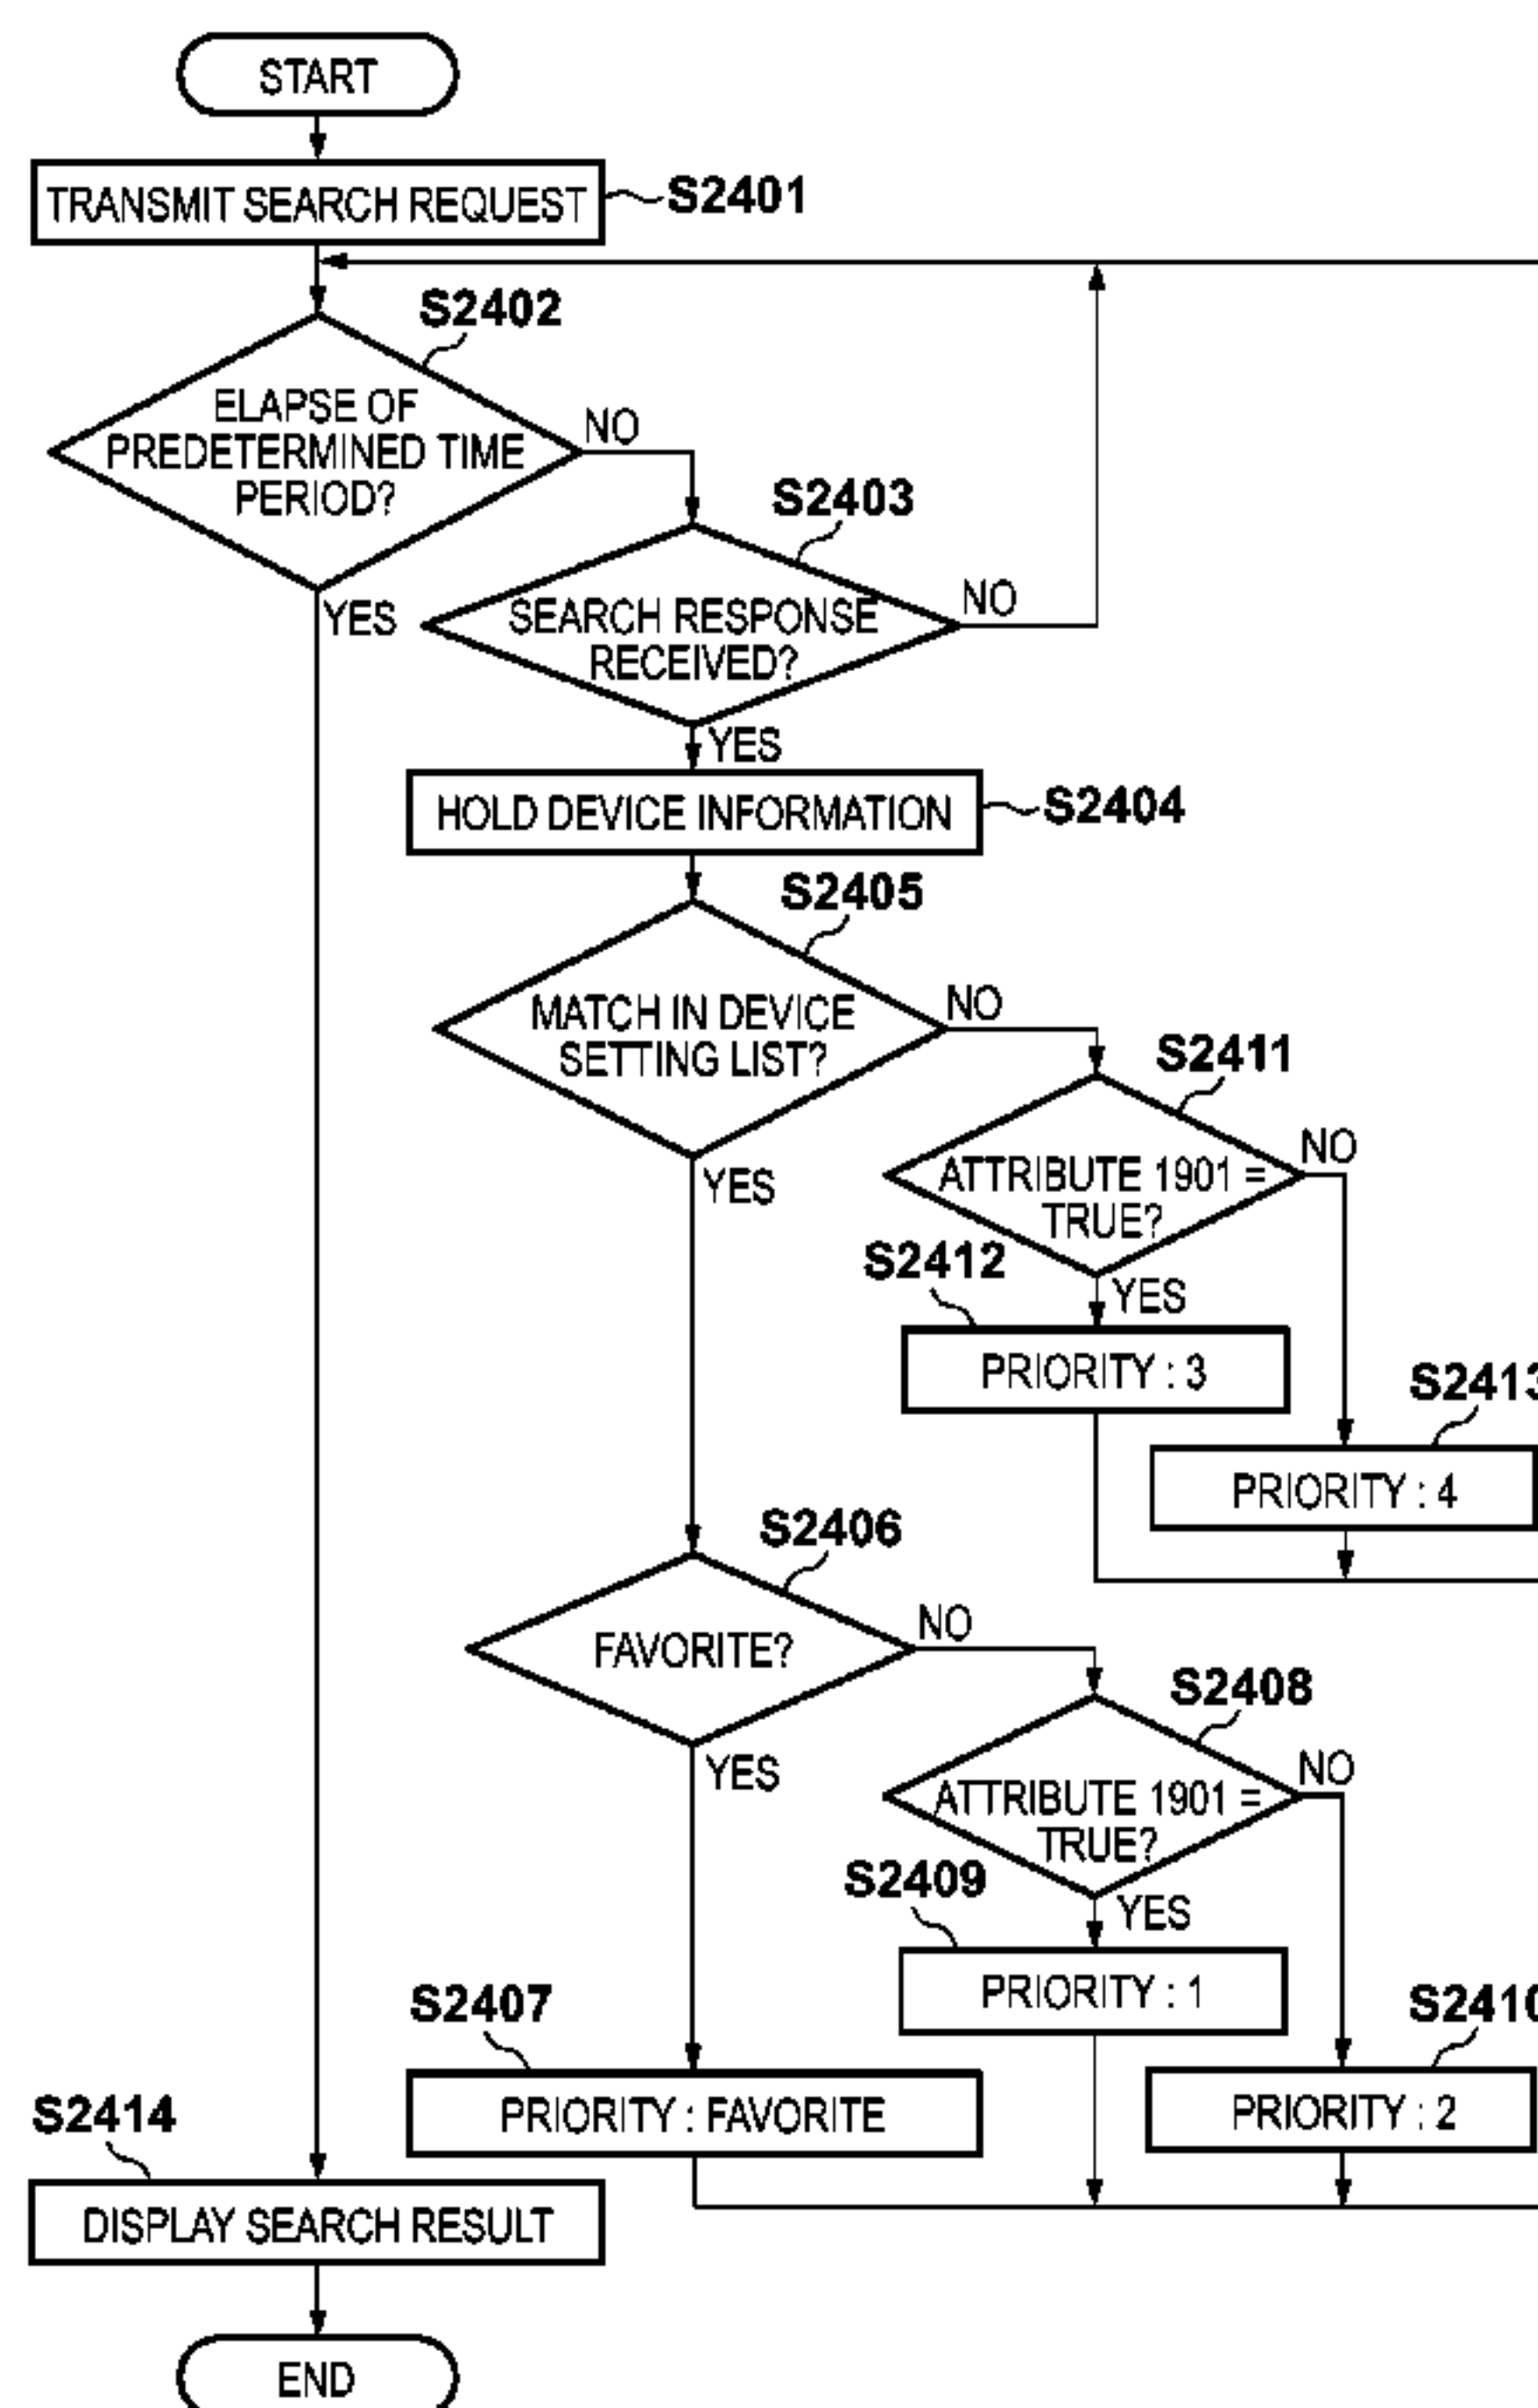 START
TRANSMIT SEARCH REQUEST
S2401
S2402
ELAPSE OF
PREDETERMINED TIME
PERIOD?
NO
YES
S2403
SEARCH RESPONSE
RECEIVED?
NO
YES
HOLD DEVICE INFORMATION
S2404
S2405
MATCH IN DEVICE
SETTING LIST?
NO
YES
S2411
ATTRIBUTE 1901 =
TRUE?
NO
YES
S2412
PRIORITY : 3
S2413
PRIORITY : 4
S2406
FAVORITE?
NO
YES
S2408
ATTRIBUTE 1901 =
TRUE?
NO
YES
S2409
PRIORITY : 1
S2410
PRIORITY : 2
S2407
PRIORITY : FAVORITE
S2414
DISPLAY SEARCH RESULT
END